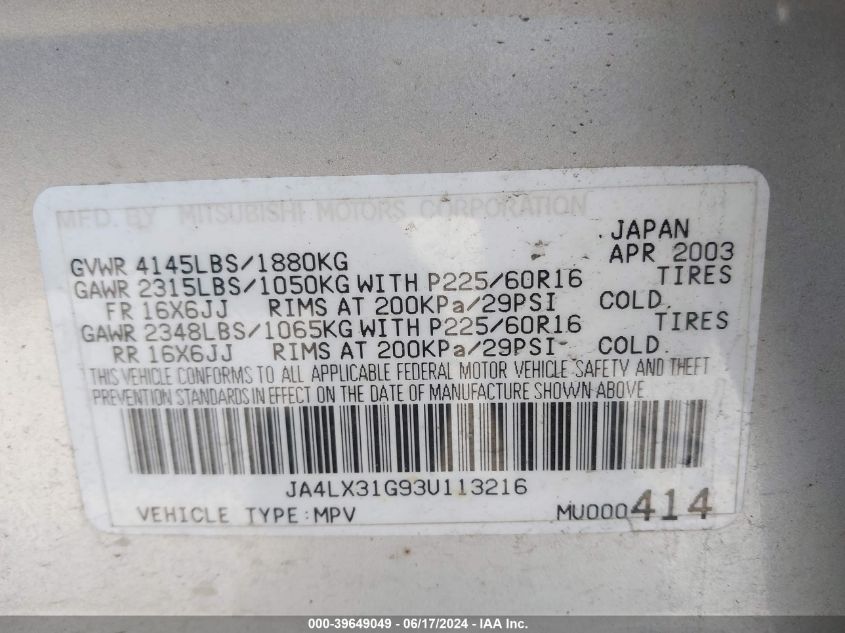 MFD. BY MITSUBISHI MOTORS CORPORATION
JAPAN
GVWR 4145LBS/1880KG APR 2003
GAWR 2315LBS/1050KG WITH P225/60R16 TIRES
FR 16X6JJ RIMS AT 200KPa/29PSI COLD.
GAWR 2348LBS/1065KG WITH P225/60R16 TIRES
RR 16X6JJ RIMS AT 200KPa/29PSI COLD.
THIS VEHICLE CONFORMS TO ALL APPLICABLE FEDERAL MOTOR VEHICLE SAFETY AND THEFT
PREVENTION STANDARDS IN EFFECT ON THE DATE OF MANUFACTURE SHOWN ABOVE
JA4LX31G93U113216
VEHICLE TYPE:MPV MU000414
000-39649049 - 06/17/2024 - IAA Inc.